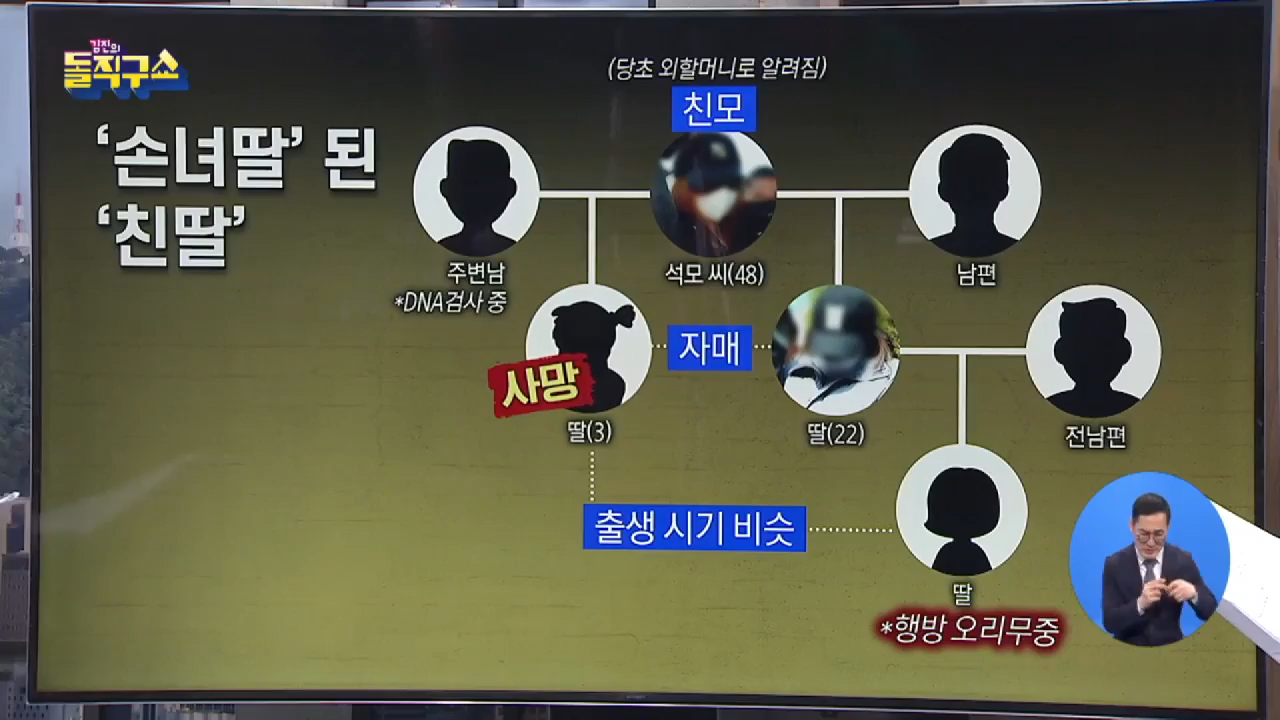 김진의
돌직구쇼
(당초 외할머니로 알려짐)
친모
‘손녀딸’ 된
‘친딸’
주변남
*DNA검사 중
석모 씨(48)
남편
자매
사망
딸(3)
딸(22)
전남편
출생 시기 비슷
딸
*행방 오리무중